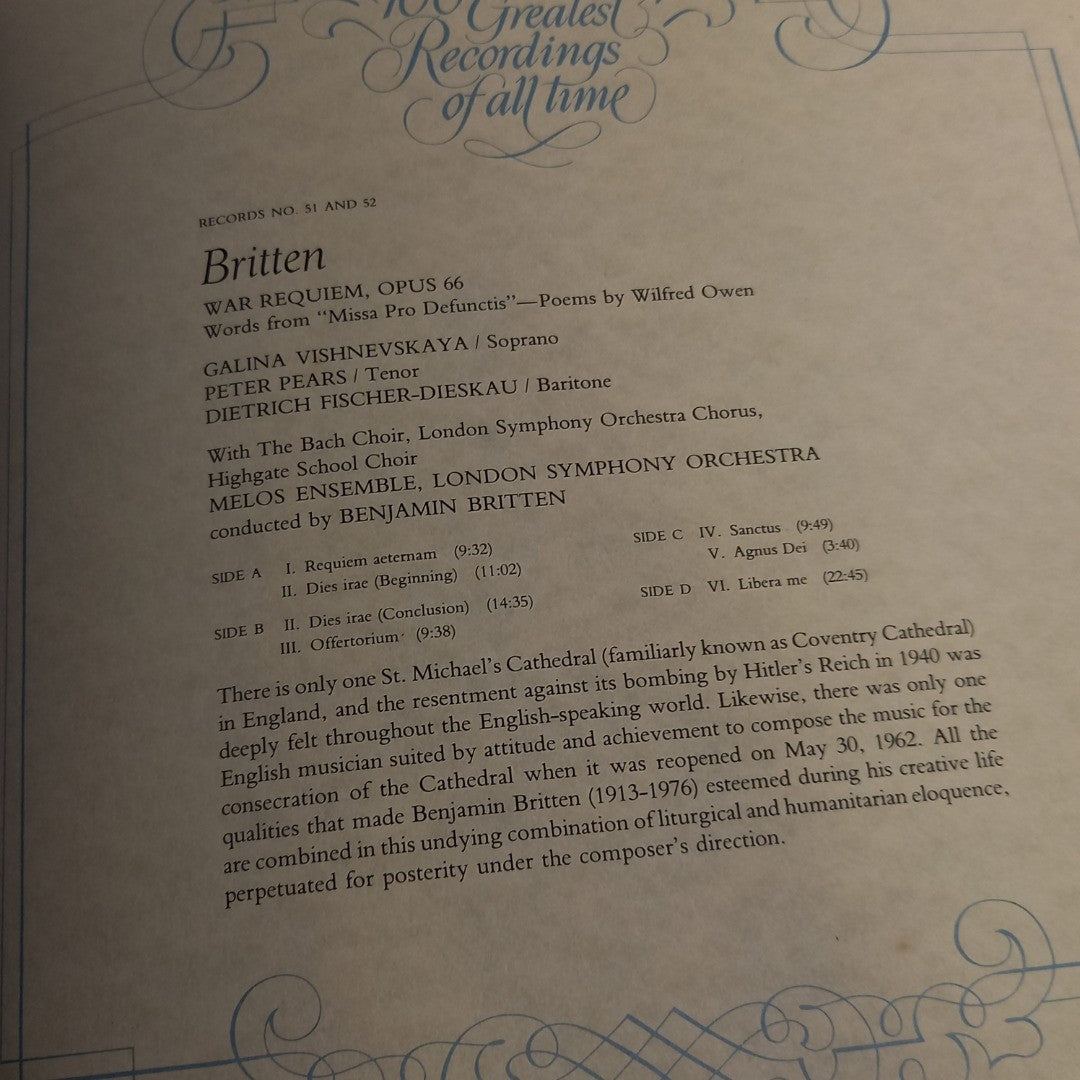 100 Greatest
Recordings
of all time
RECORDS NO. 51 AND 52
Britten
WAR REQUIEM, OPUS 66
Words from “Missa Pro Defunctis”—Poems by Wilfred Owen
GALINA VISHNEVSKAYA / Soprano
PETER PEARS / Tenor
DIETRICH FISCHER-DIESKAU / Baritone
With The Bach Choir, London Symphony Orchestra Chorus,
Highgate School Choir
MELOS ENSEMBLE, LONDON SYMPHONY ORCHESTRA
conducted by BENJAMIN BRITTEN
SIDE A I. Requiem aeternam (9:32)
II. Dies irae (Beginning) (11:02)
SIDE B II. Dies irae (Conclusion) (14:35)
III. Offertorium (9:38)
SIDE C IV. Sanctus (9:49)
V. Agnus Dei (3:40)
SIDE D VI. Libera me (22:45)
There is only one St. Michael's Cathedral (familiarly known as Coventry Cathedral)
in England, and the resentment against its bombing by Hitler's Reich in 1940 was
deeply felt throughout the English-speaking world. Likewise, there was only one
English musician suited by attitude and achievement to compose the music for the
consecration of the Cathedral when it was reopened on May 30, 1962. All the
qualities that made Benjamin Britten (1913-1976) esteemed during his creative life
are combined in this undying combination of liturgical and humanitarian eloquence,
perpetuated for posterity under the composer's direction.